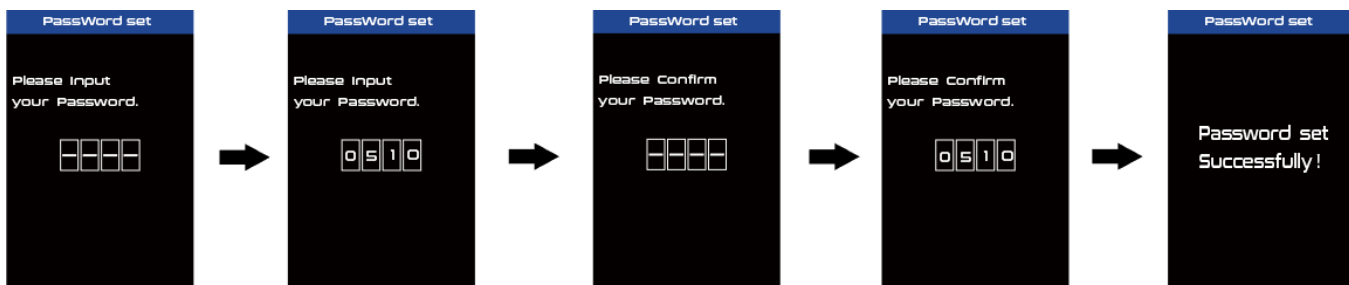 PassWord set
Please Input
your Password.
----
PassWord set
Please Input
your Password.
0510
PassWord set
Please Confirm
your Password.
----
PassWord set
Please Confirm
your Password.
0510
PassWord set
Password set
Successfully!